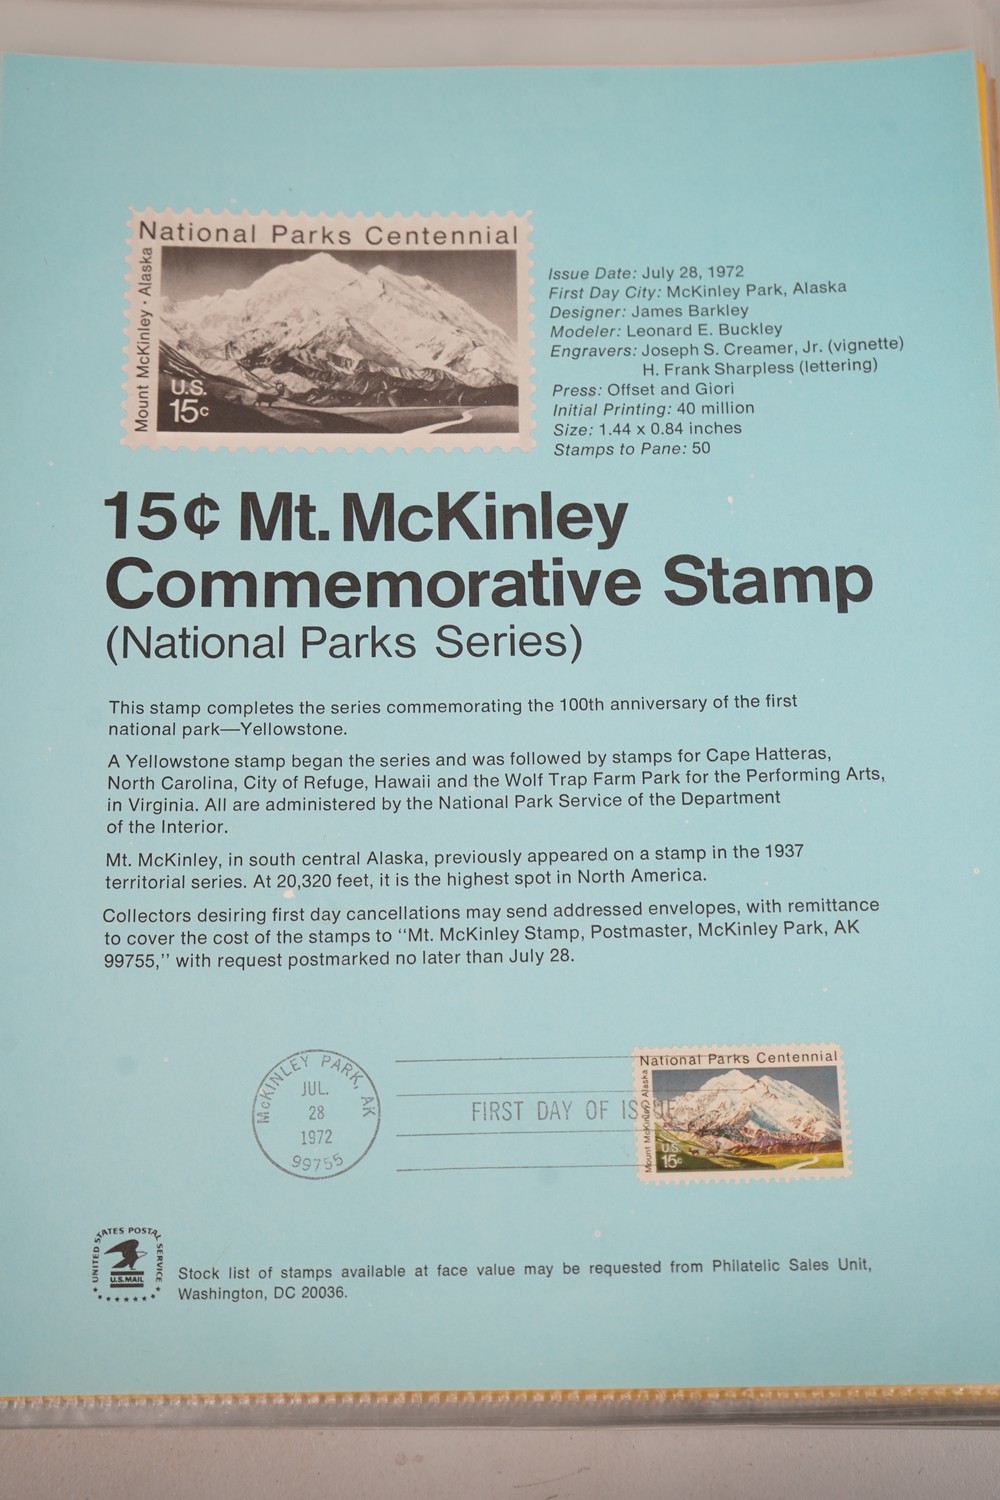 National Parks Centennial
Mount McKinley · Alaska
U.S.
15c
Issue Date: July 28, 1972
First Day City: McKinley Park, Alaska
Designer: James Barkley
Modeler: Leonard E. Buckley
Engravers: Joseph S. Creamer, Jr. (vignette)
H. Frank Sharpless (lettering)
Press: Offset and Giori
Initial Printing: 40 million
Size: 1.44 x 0.84 inches
Stamps to Pane: 50
15¢ Mt. McKinley
Commemorative Stamp
(National Parks Series)
This stamp completes the series commemorating the 100th anniversary of the first
national park—Yellowstone.
A Yellowstone stamp began the series and was followed by stamps for Cape Hatteras,
North Carolina, City of Refuge, Hawaii and the Wolf Trap Farm Park for the Performing Arts,
in Virginia. All are administered by the National Park Service of the Department
of the Interior.
Mt. McKinley, in south central Alaska, previously appeared on a stamp in the 1937
territorial series. At 20,320 feet, it is the highest spot in North America.
Collectors desiring first day cancellations may send addressed envelopes, with remittance
to cover the cost of the stamps to “Mt. McKinley Stamp, Postmaster, McKinley Park, AK
99755,” with request postmarked no later than July 28.
McKINLEY PARK, AK
JUL.
28
1972
99755
FIRST DAY OF ISSUE
National Parks Centennial
Mount McKinley · Alaska
U.S.
15c
UNITED STATES POSTAL SERVICE
U.S.MAIL
Stock list of stamps available at face value may be requested from Philatelic Sales Unit,
Washington, DC 20036.